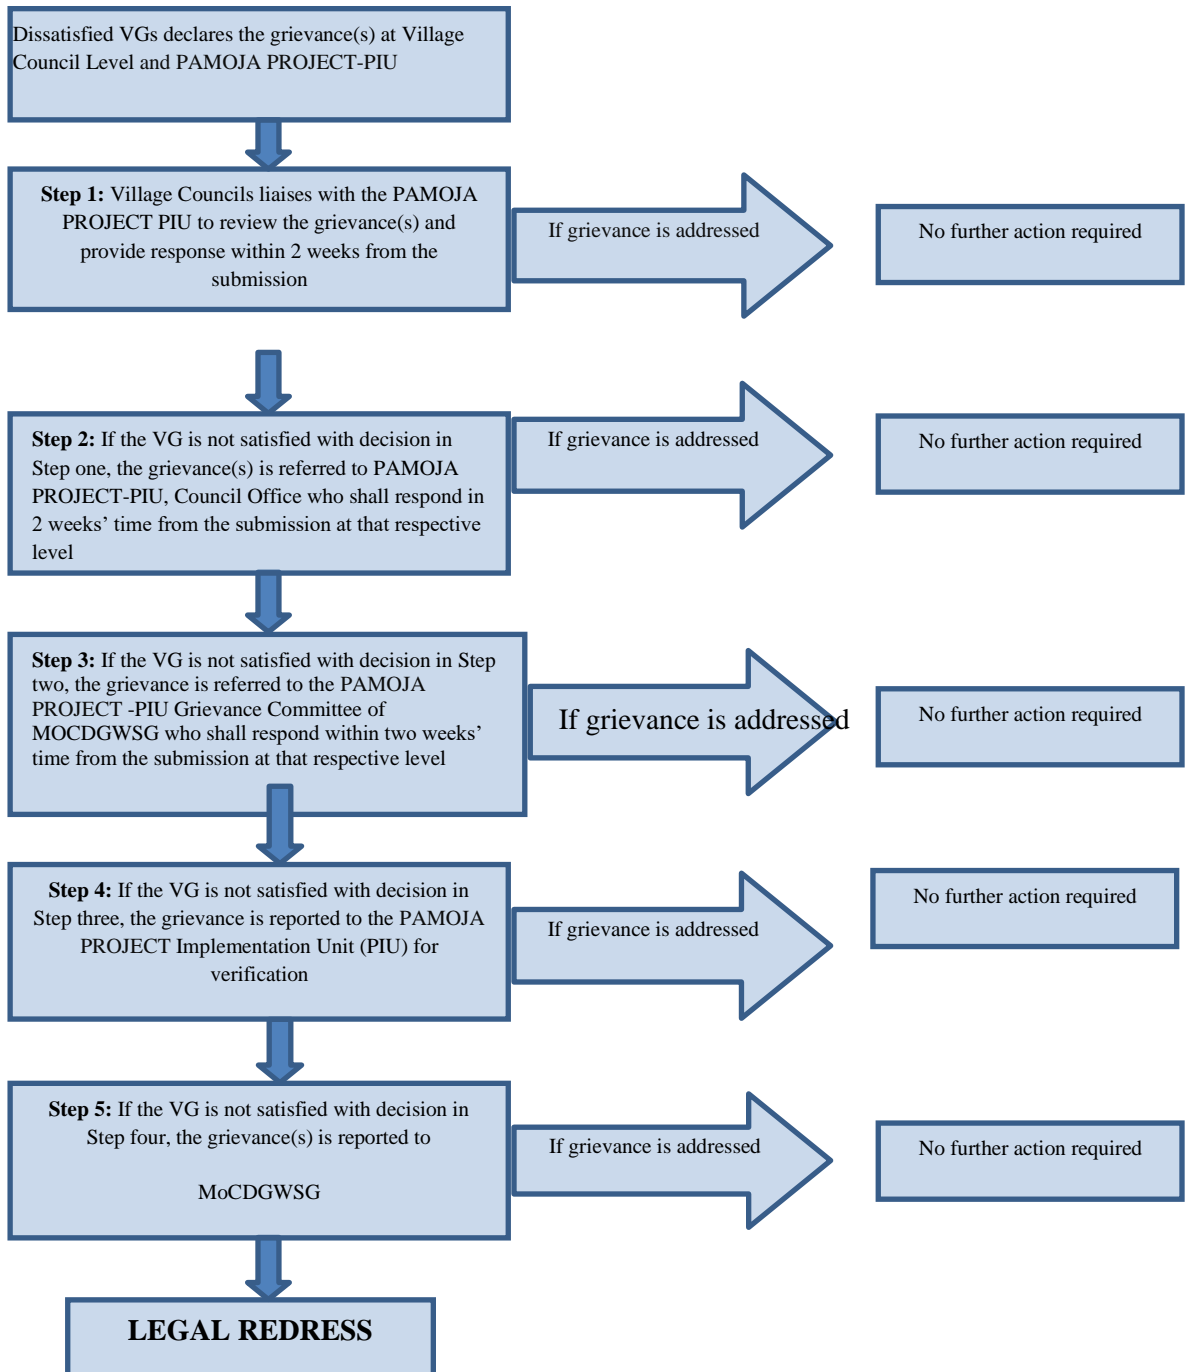 Dissatisfied VGs declares the grievance(s) at Village
Council Level and PAMOJA PROJECT-PIU
Step 1: Village Councils liaises with the PAMOJA
PROJECT PIU to review the grievance(s) and
provide response within 2 weeks from the
submission
If grievance is addressed
No further action required
Step 2: If the VG is not satisfied with decision in
Step one, the grievance(s) is referred to PAMOJA
PROJECT-PIU, Council Office who shall respond in
2 weeks’ time from the submission at that respective
level
If grievance is addressed
No further action required
Step 3: If the VG is not satisfied with decision in Step
two, the grievance is referred to the PAMOJA
PROJECT -PIU Grievance Committee of
MOCDGWSG who shall respond within two weeks’
time from the submission at that respective level
If grievance is addressed
No further action required
Step 4: If the VG is not satisfied with decision in
Step three, the grievance is reported to the PAMOJA
PROJECT Implementation Unit (PIU) for
verification
If grievance is addressed
No further action required
Step 5: If the VG is not satisfied with decision in
Step four, the grievance(s) is reported to
MoCDGWSG
If grievance is addressed
No further action required
LEGAL REDRESS